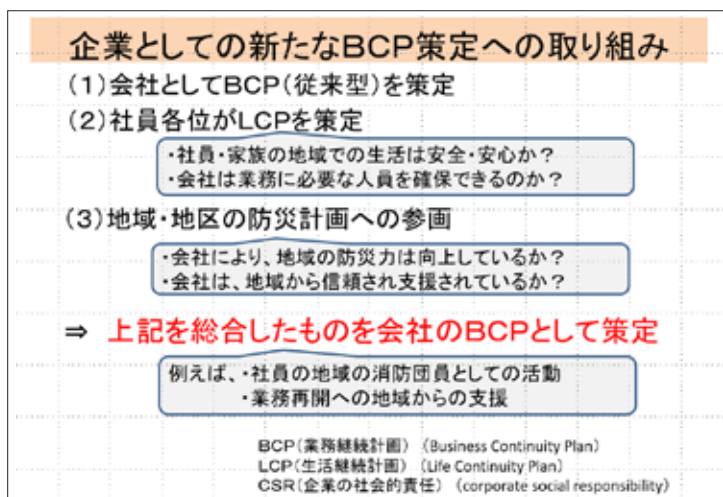 企業としての新たなBCP策定への取り組み
(1)会社としてBCP(従来型)を策定
(2)社員各位がLCPを策定
・社員・家族の地域での生活は安全・安心か?
・会社は業務に必要な人員を確保できるのか?
(3)地域・地区の防災計画への参画
・会社により、地域の防災力は向上しているか?
・会社は、地域から信頼され支援されているか?
⇒ 上記を総合したものを会社のBCPとして策定
例えば、・社員の地域の消防団員としての活動
・業務再開への地域からの支援
BCP(業務継続計画) (Business Continuity Plan)
LCP(生活継続計画) (Life Continuity Plan)
CSR(企業の社会的責任) (corporate social responsibility)